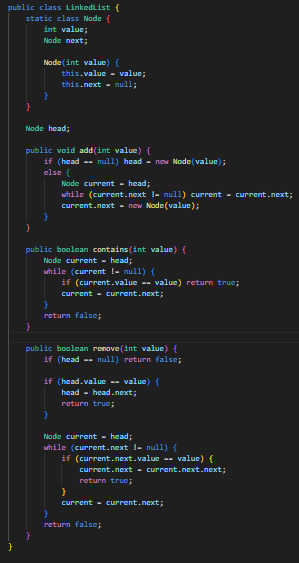 public class LinkedList {
    static class Node {
        int value;
        Node next;

        Node(int value) {
            this.value = value;
            this.next = null;
        }
    }

    Node head;

    public void add(int value) {
        if (head == null) head = new Node(value);
        else {
            Node current = head;
            while (current.next != null) current = current.next;
            current.next = new Node(value);
        }
    }

    public boolean contains(int value) {
        Node current = head;
        while (current != null) {
            if (current.value == value) return true;
            current = current.next;
        }
        return false;
    }

    public boolean remove(int value) {
        if (head == null) return false;

        if (head.value == value) {
            head = head.next;
            return true;
        }

        Node current = head;
        while (current.next != null) {
            if (current.next.value == value) {
                current.next = current.next.next;
                return true;
            }
            current = current.next;
        }
        return false;
    }
}